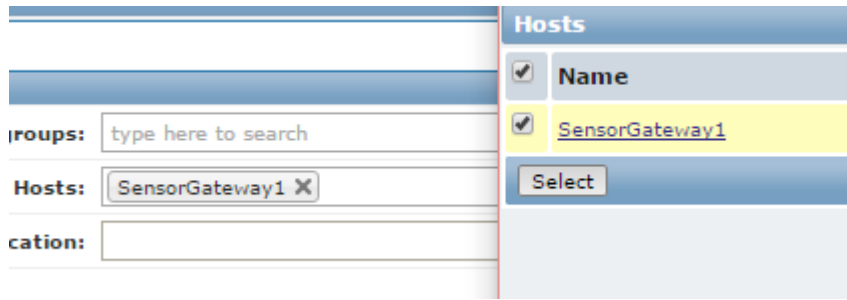 groups:
type here to search
Hosts:
SensorGateway1
cation:
Hosts
Name
SensorGateway1
Select